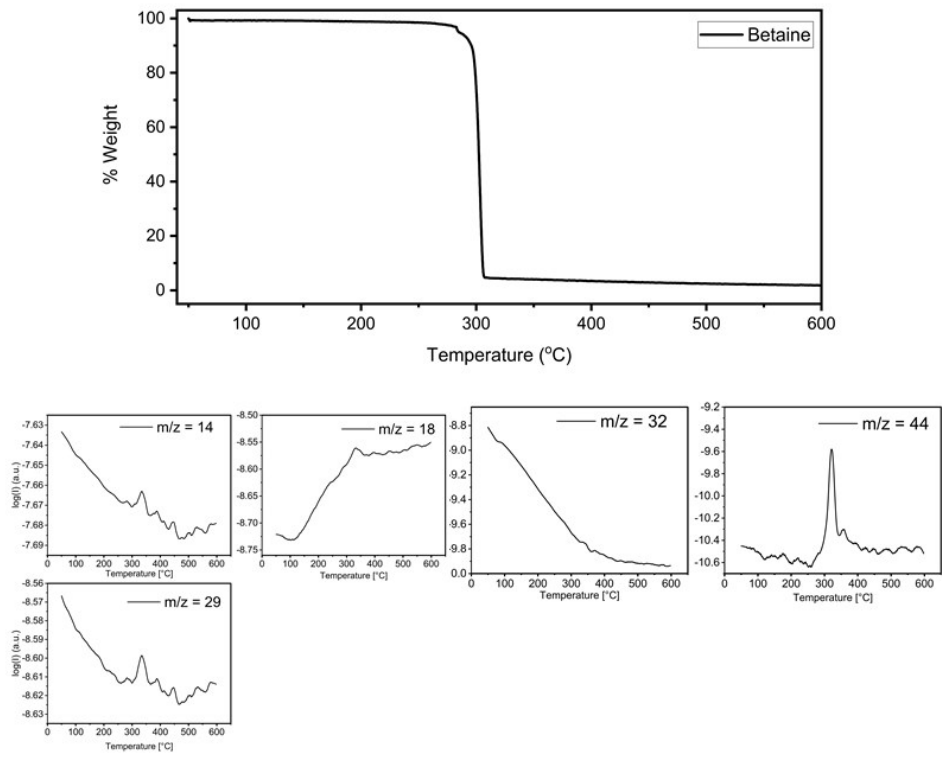 100
80
60
40
20
0
% Weight
Betaine
100 200 300 400 500 600
Temperature (°C)
-7.63
-7.64
-7.65
-7.66
-7.67
-7.68
-7.69
log(I) (a.u.)
m/z = 14
0 100 200 300 400 500 600
Temperature [°C]
-8.50
-8.55
-8.60
-8.65
-8.70
-8.75
m/z = 18
0 100 200 300 400 500 600
Temperature [°C]
-8.8
-9.0
-9.2
-9.4
-9.6
-9.8
9.0
m/z = 32
0 100 200 300 400 500 600
Temperature [°C]
-9.2
-9.4
-9.6
-9.8
-10.0
-10.2
-10.4
-10.6
m/z = 44
0 100 200 300 400 500 600
Temperature [°C]
-8.56
-8.57
-8.58
-8.59
-8.60
-8.61
-8.62
-8.63
log(I) (a.u.)
m/z = 29
0 100 200 300 400 500 600
Temperature [°C]